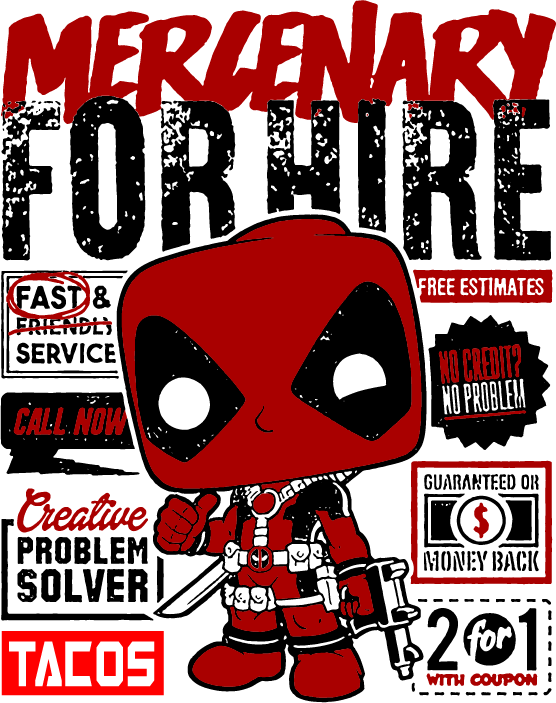 MERCENARY
FOR HIRE
FAST &
FRIENDLY
SERVICE
FREE ESTIMATES
NO CREDIT?
NO PROBLEM
CALL NOW
GUARANTEED OR
$
MONEY BACK
Creative
PROBLEM
SOLVER
2 for 1
WITH COUPON
TACOS